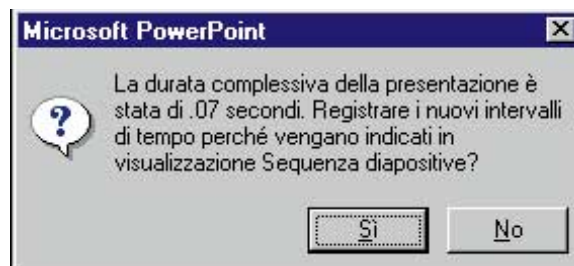 Microsoft PowerPoint
La durata complessiva della presentazione è
stata di .07 secondi. Registrare i nuovi intervalli
di tempo perché vengano indicati in
visualizzazione Sequenza diapositive?
Sì
No